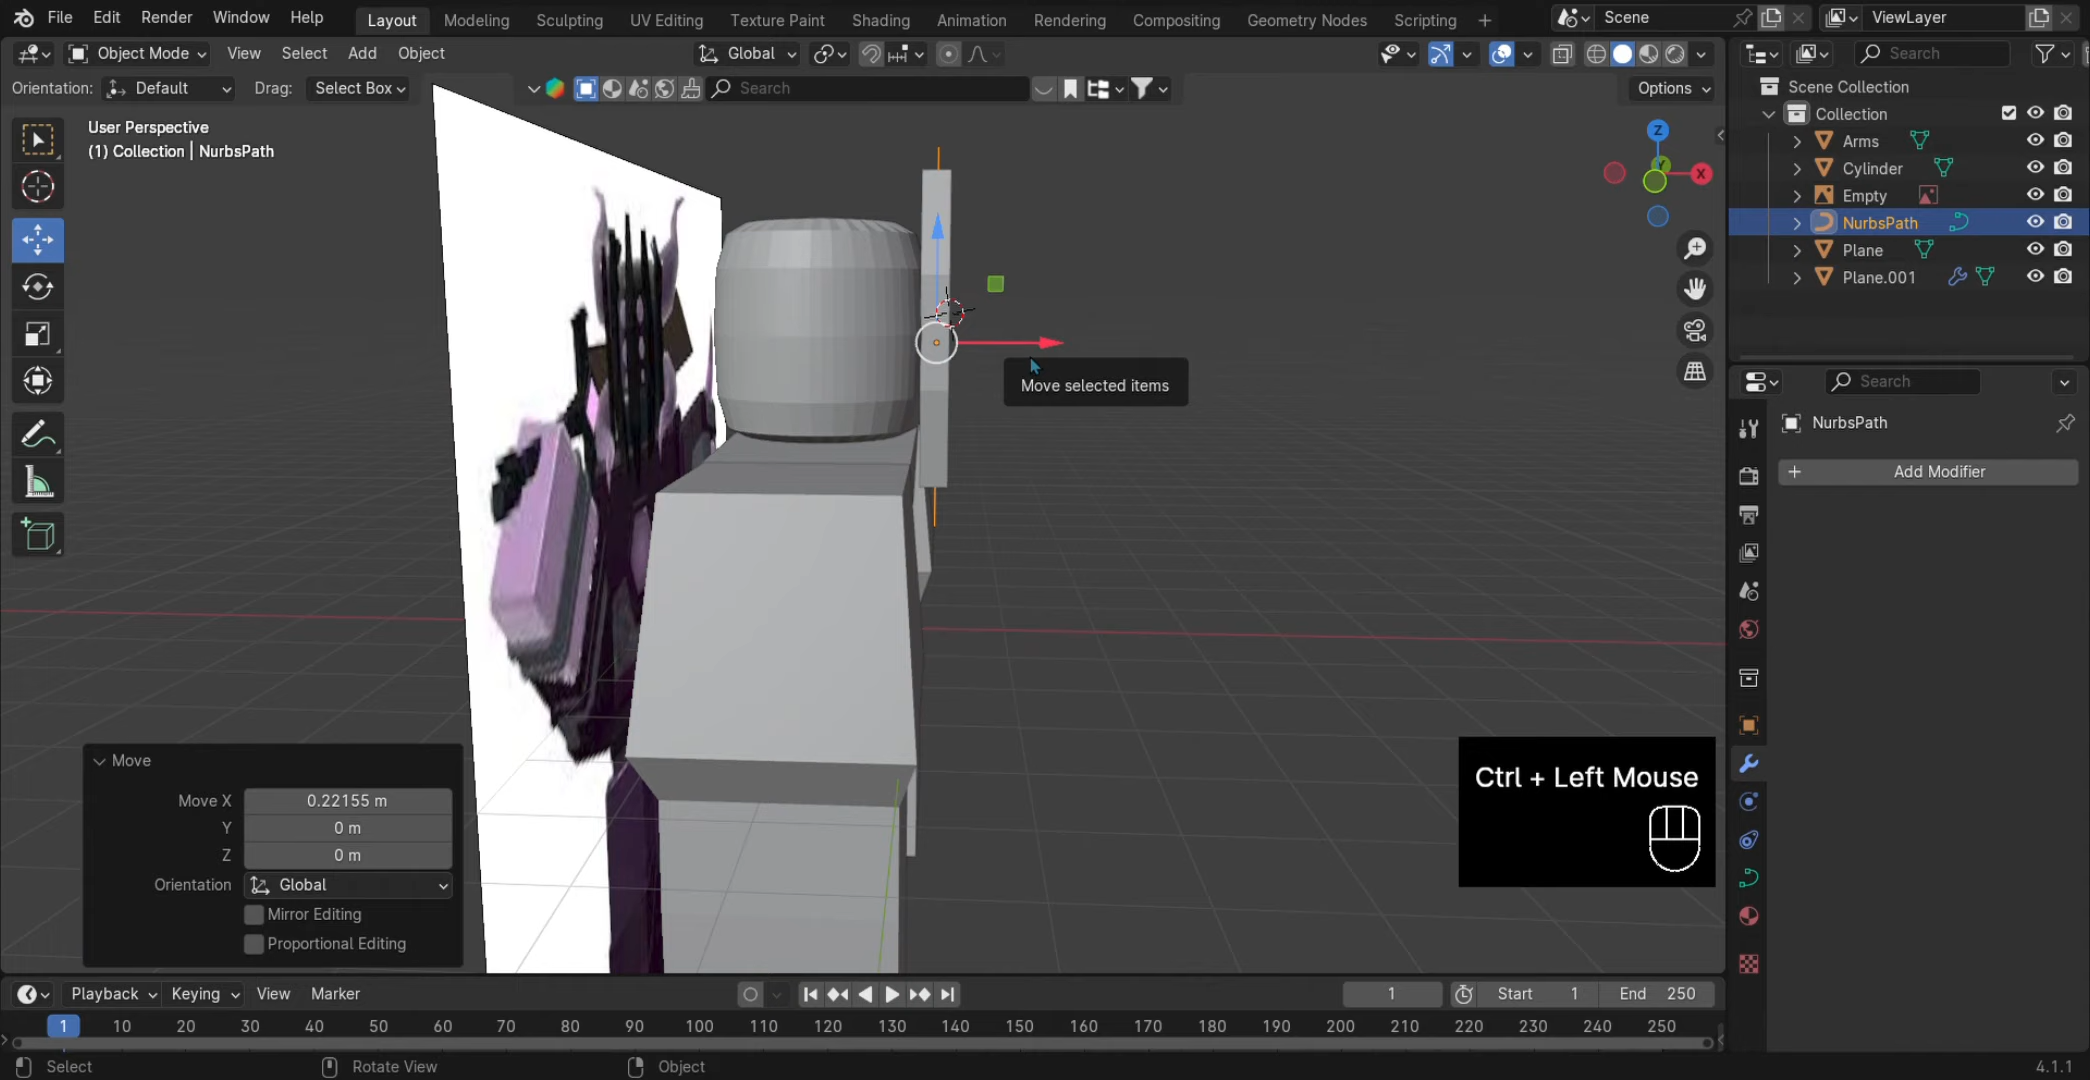 File Edit Render Window Help Layout Modeling Sculpting UV Editing Texture Paint Shading Animation Rendering Compositing Geometry Nodes Scripting + Scene ViewLayer
Object Mode View Select Add Object Global Search
Orientation: Default Drag: Select Box Search Options
User Perspective
(1) Collection | NurbsPath
Scene Collection
Collection
Arms
Cylinder
Empty
NurbsPath
Plane
Plane.001
Z
Y
X
Move selected items
Search
NurbsPath
+ Add Modifier
Ctrl + Left Mouse
Move
Move X 0.22155 m
Y 0 m
Z 0 m
Orientation Global
Mirror Editing
Proportional Editing
Playback Keying View Marker 1 Start 1 End 250
1 10 20 30 40 50 60 70 80 90 100 110 120 130 140 150 160 170 180 190 200 210 220 230 240 250
Select Rotate View Object 4.1.1